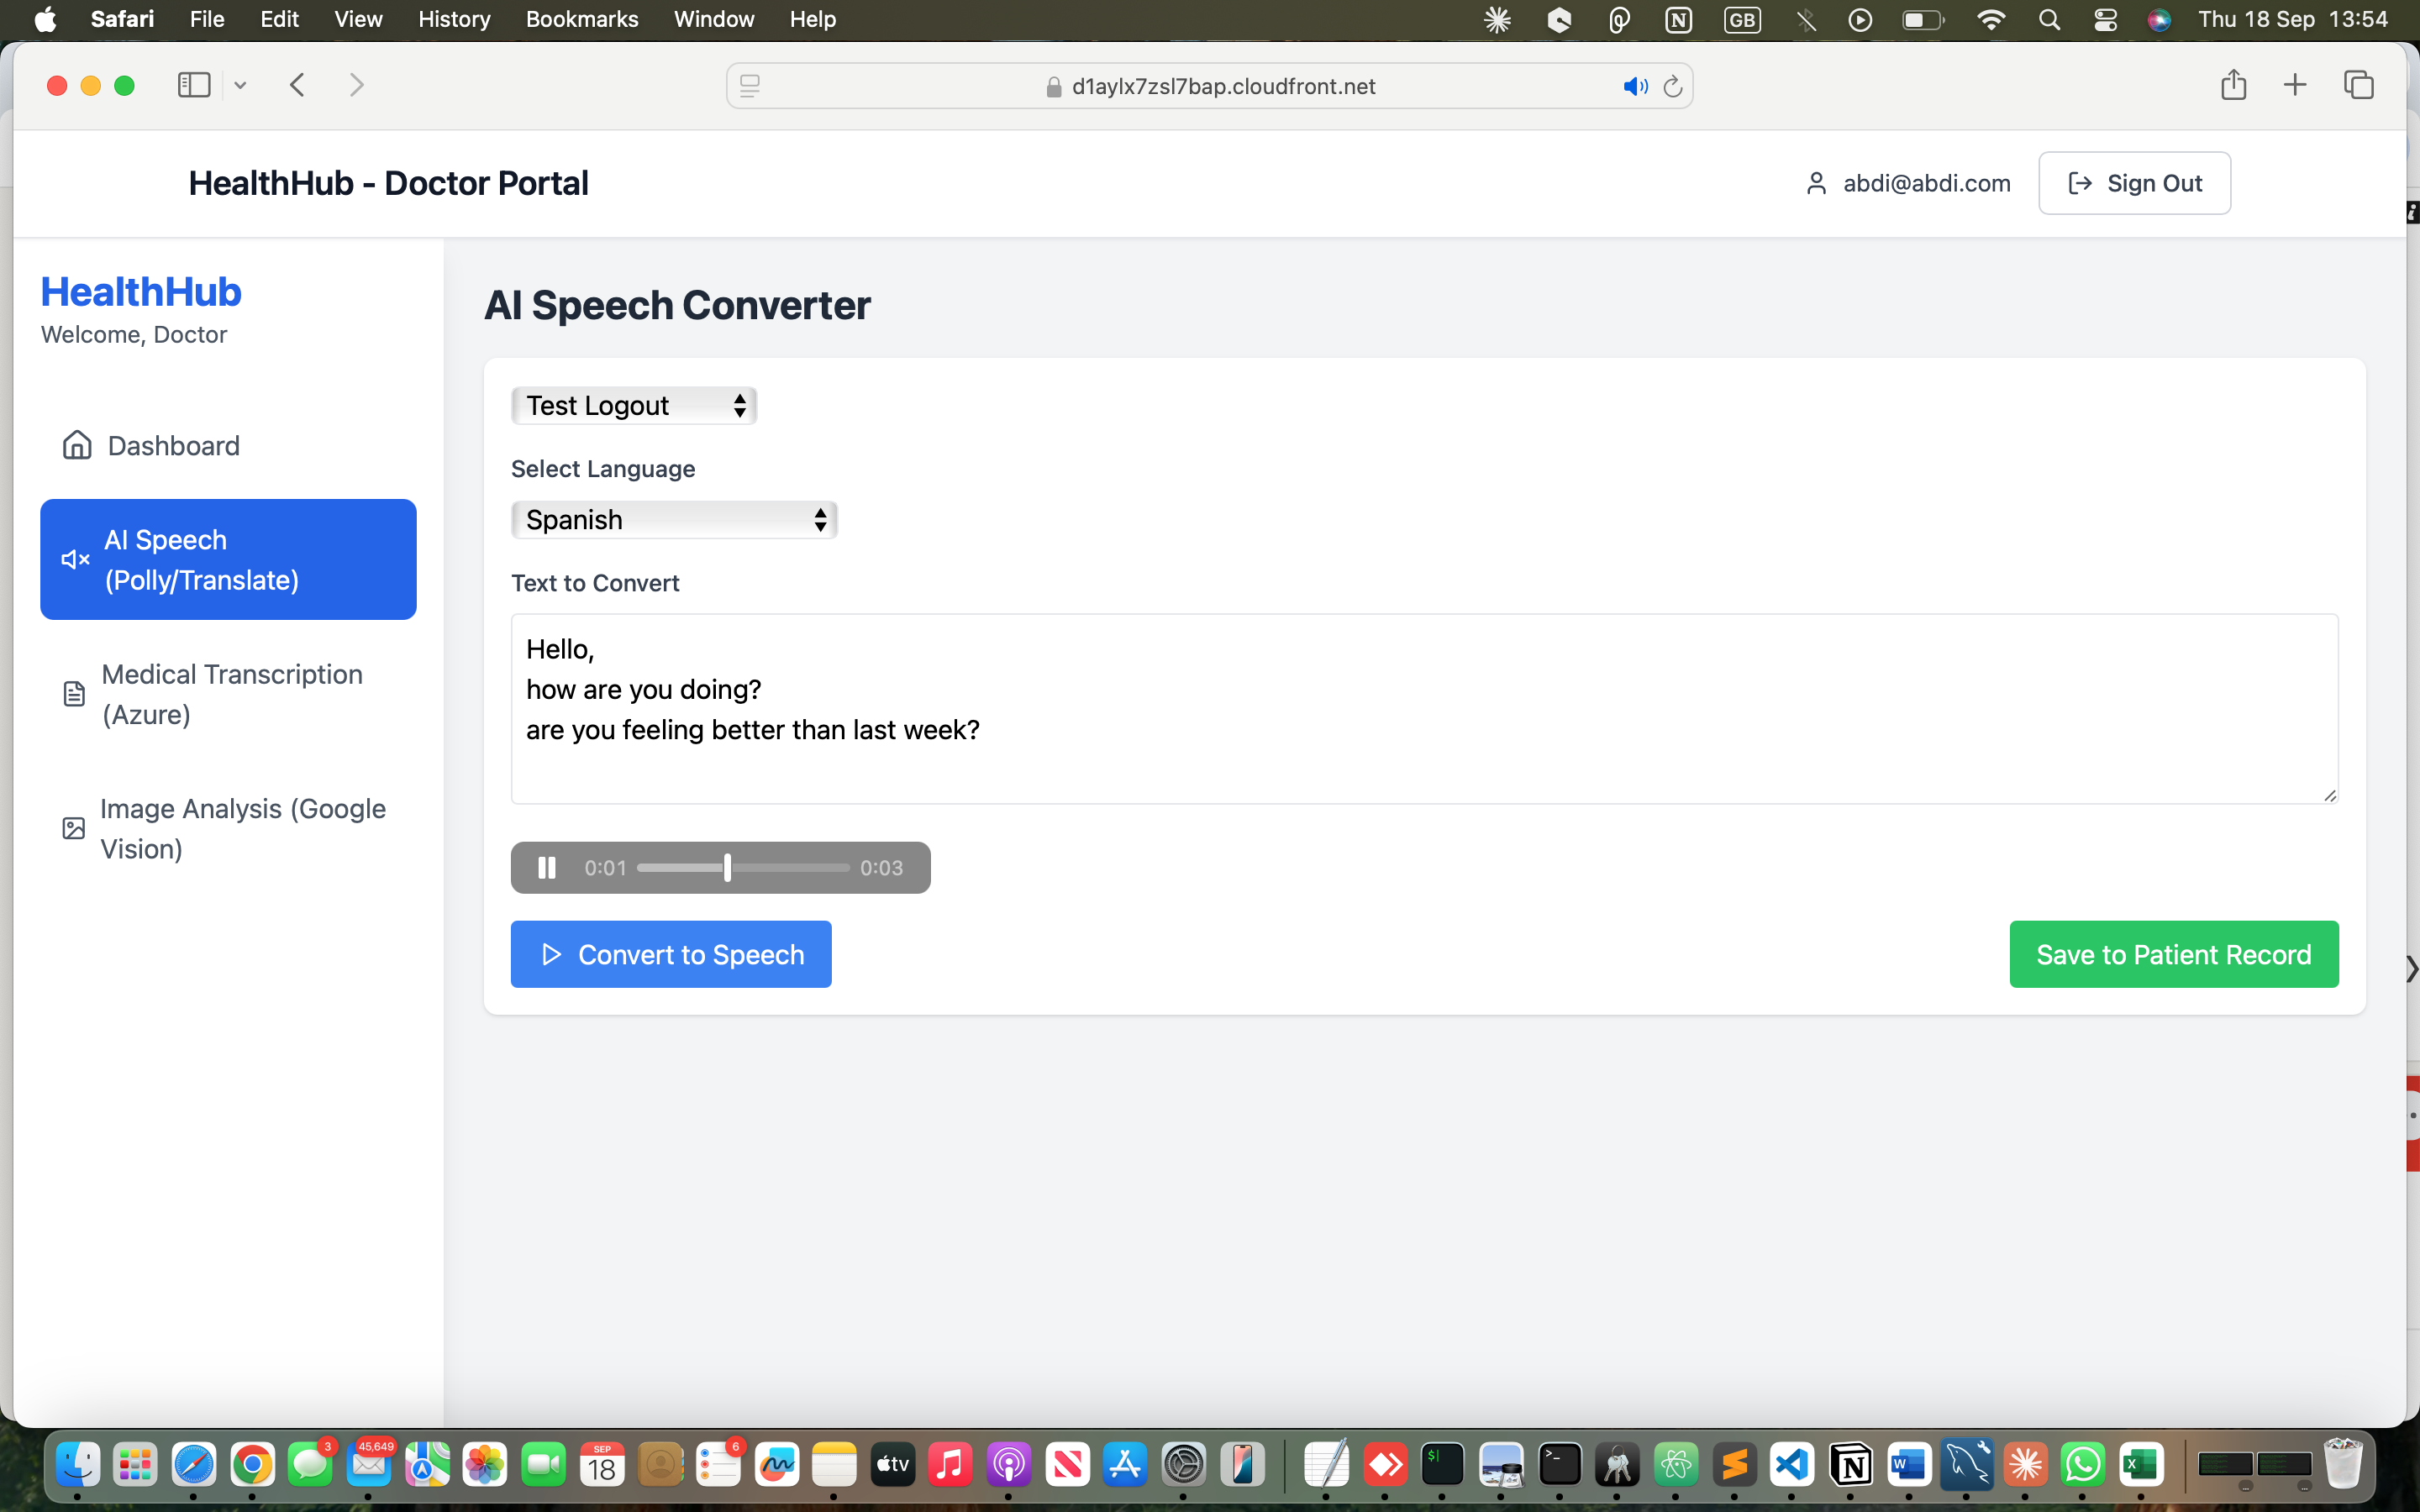 Safari File Edit View History Bookmarks Window Help GB Thu 18 Sep 13:54
d1aylx7zsl7bap.cloudfront.net
HealthHub - Doctor Portal
abdi@abdi.com
Sign Out
HealthHub
Welcome, Doctor
Dashboard
AI Speech
(Polly/Translate)
Medical Transcription
(Azure)
Image Analysis (Google
Vision)
AI Speech Converter
Test Logout
Select Language
Spanish
Text to Convert
Hello,
how are you doing?
are you feeling better than last week?
0:01 0:03
Convert to Speech
Save to Patient Record
3 45,649 SEP 18 6 tv